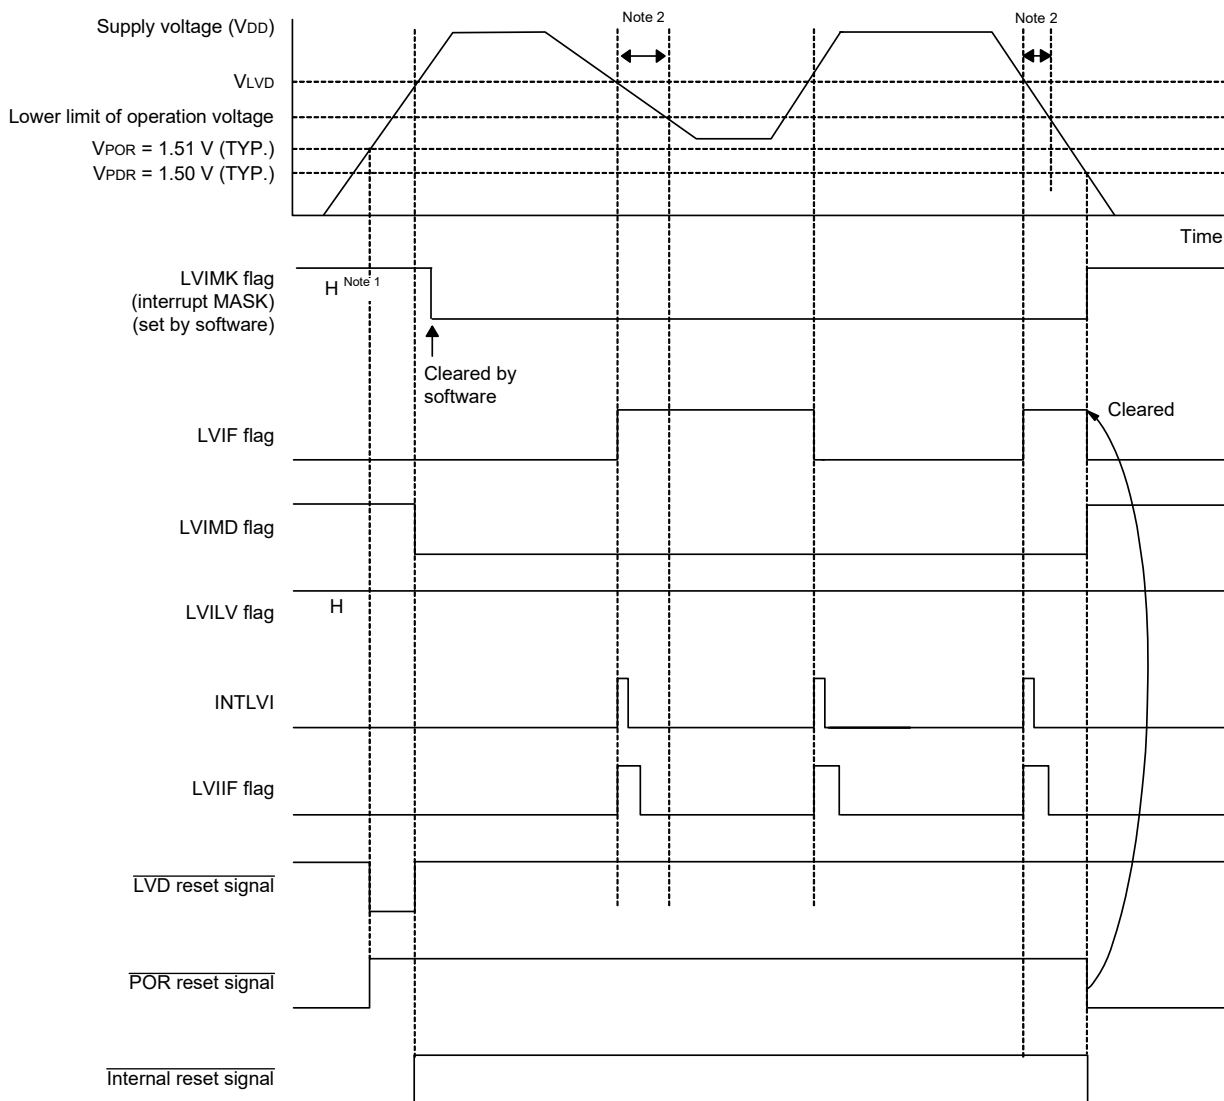 Note 2
Note 2
Supply voltage (VDD)
VLVD
Lower limit of operation voltage
VPOR = 1.51 V (TYP.)
VPDR = 1.50 V (TYP.)
Time
LVIMK flag
(interrupt MASK)
(set by software)
H Note 1
Cleared by
software
LVIF flag
Cleared
LVIMD flag
LVILV flag
H
INTLVI
LVIIF flag
LVD reset signal
POR reset signal
Internal reset signal